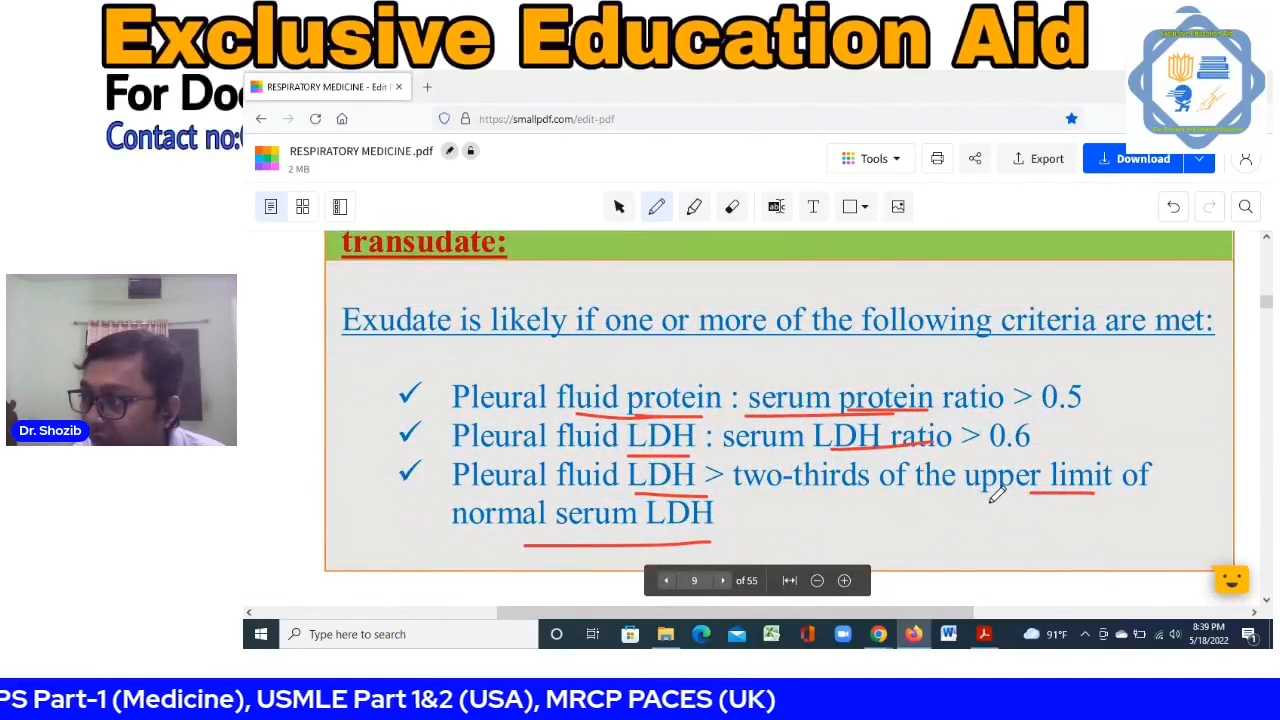 Exclusive Education Aid
For Doc
Contact no:
RESPIRATORY MEDICINE - Edit
https://smallpdf.com/edit-pdf
RESPIRATORY MEDICINE.pdf
2 MB
Tools
Export
Download
transudate:
Exudate is likely if one or more of the following criteria are met:
✓ Pleural fluid protein : serum protein ratio > 0.5
✓ Pleural fluid LDH : serum LDH ratio > 0.6
✓ Pleural fluid LDH > two-thirds of the upper limit of
normal serum LDH
Dr. Shozib
9 of 55
Type here to search
91°F
8:39 PM
5/18/2022
PS Part-1 (Medicine), USMLE Part 1&2 (USA), MRCP PACES (UK)